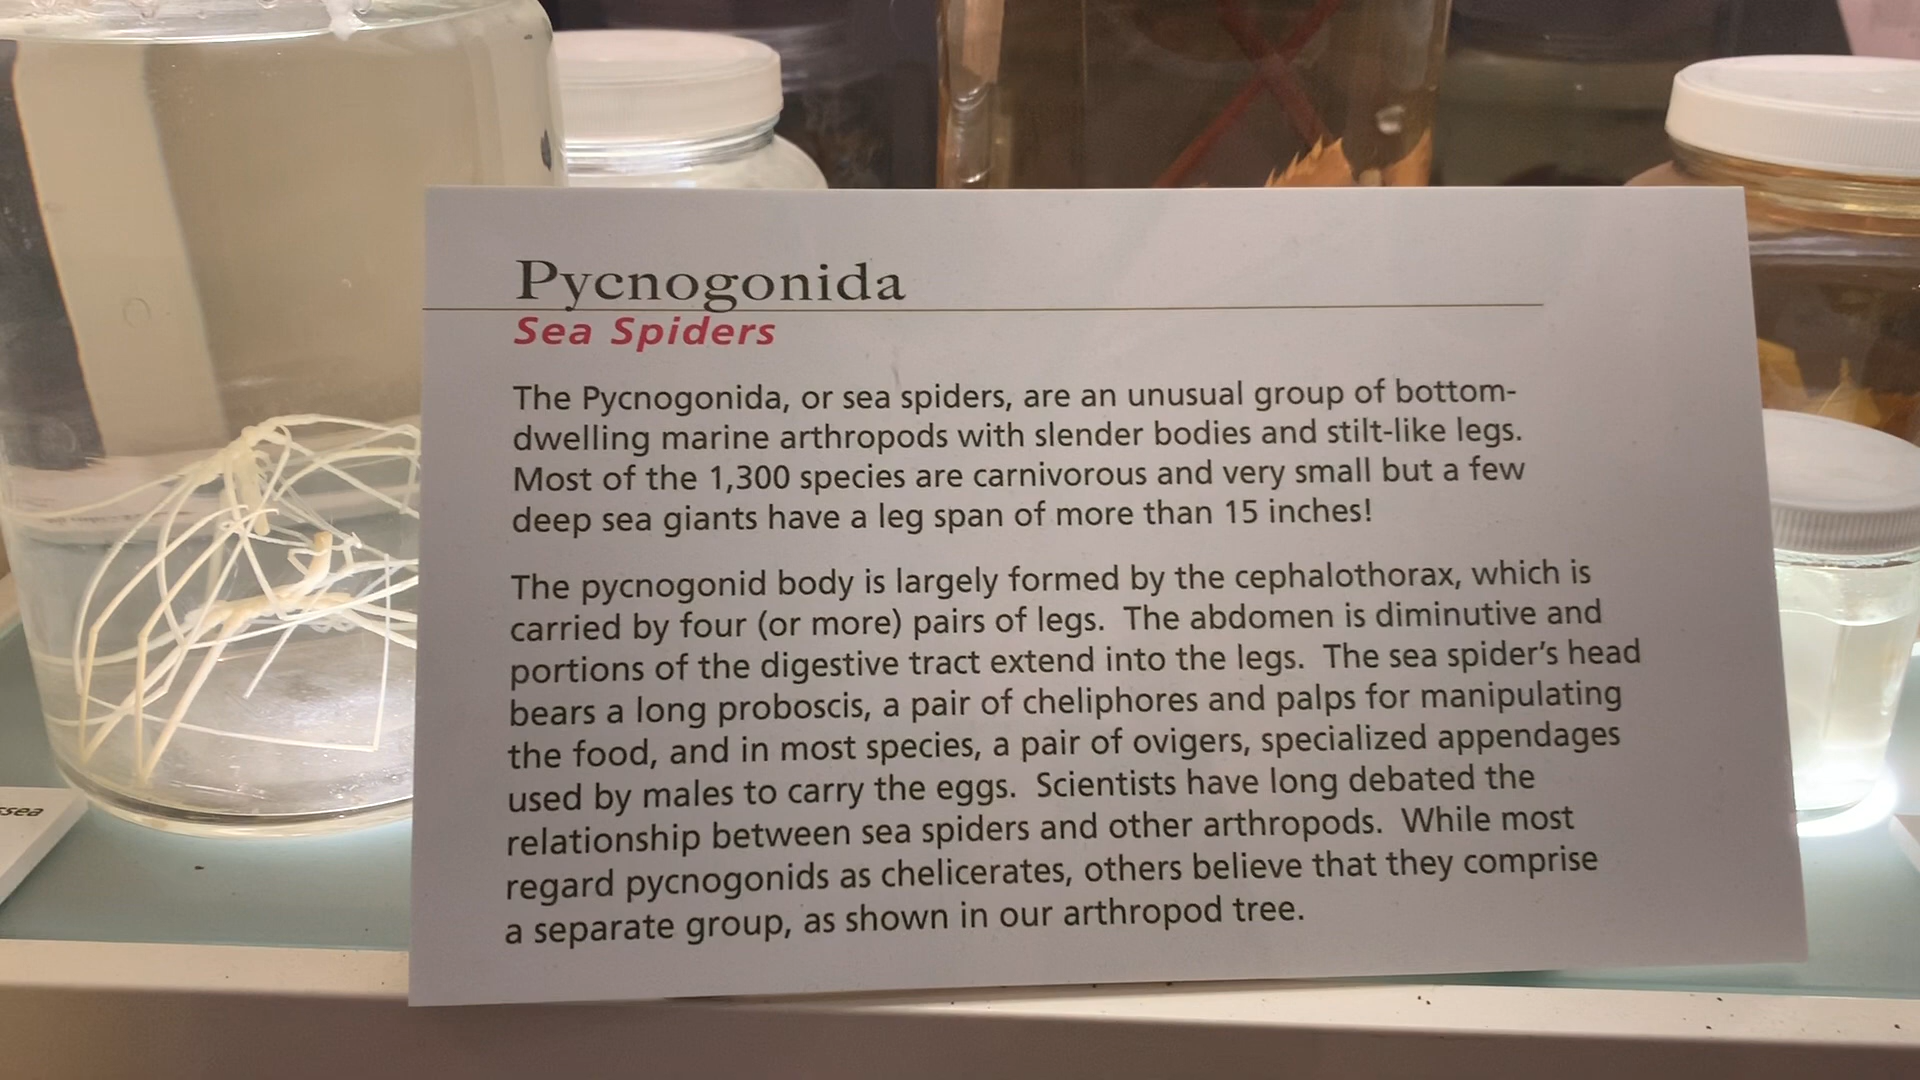 Pycnogonida
Sea Spiders
The Pycnogonida, or sea spiders, are an unusual group of bottom-
dwelling marine arthropods with slender bodies and stilt-like legs.
Most of the 1,300 species are carnivorous and very small but a few
deep sea giants have a leg span of more than 15 inches!
The pycnogonid body is largely formed by the cephalothorax, which is
carried by four (or more) pairs of legs.  The abdomen is diminutive and
portions of the digestive tract extend into the legs.  The sea spider's head
bears a long proboscis, a pair of cheliphores and palps for manipulating
the food, and in most species, a pair of ovigers, specialized appendages
used by males to carry the eggs.  Scientists have long debated the
relationship between sea spiders and other arthropods.  While most
regard pycnogonids as chelicerates, others believe that they comprise
a separate group, as shown in our arthropod tree.